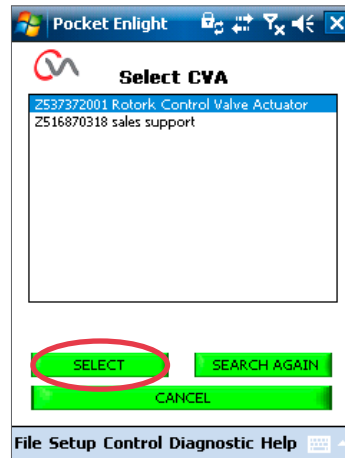 Pocket Enlight
Select CVA
Z537372001 Rotork Control Valve Actuator
Z516870318 sales support
SELECT SEARCH AGAIN
CANCEL
File Setup Control Diagnostic Help